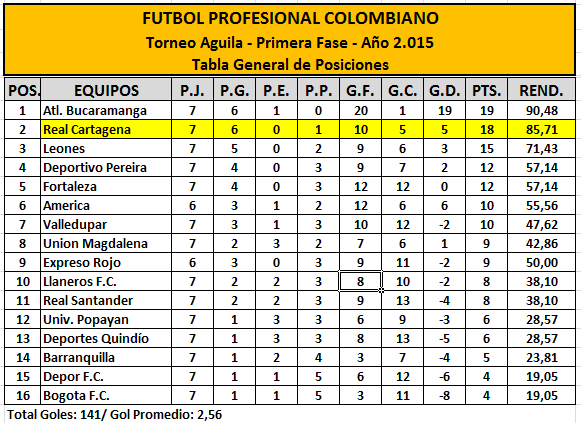 FUTBOL PROFESIONAL COLOMBIANO
Torneo Aguila - Primera Fase - Año 2.015
Tabla General de Posiciones
POS. EQUIPOS P.J. P.G. P.E. P.P. G.F. G.C. G.D. PTS. REND.
1 Atl. Bucaramanga 7 6 1 0 20 1 19 19 90,48
2 Real Cartagena 7 6 0 1 10 5 5 18 85,71
3 Leones 7 5 0 2 9 6 3 15 71,43
4 Deportivo Pereira 7 4 0 3 9 7 2 12 57,14
5 Fortaleza 7 4 0 3 12 12 0 12 57,14
6 America 6 3 1 2 12 6 6 10 55,56
7 Valledupar 7 3 1 3 10 12 -2 10 47,62
8 Union Magdalena 7 2 3 2 7 6 1 9 42,86
9 Expreso Rojo 6 3 0 3 9 11 -2 9 50,00
10 Llaneros F.C. 7 2 2 3 8 10 -2 8 38,10
11 Real Santander 7 2 2 3 9 13 -4 8 38,10
12 Univ. Popayan 7 1 3 3 6 9 -3 6 28,57
13 Deportes Quindío 7 1 3 3 8 13 -5 6 28,57
14 Barranquilla 7 1 2 4 3 7 -4 5 23,81
15 Depor F.C. 7 1 1 5 6 12 -6 4 19,05
16 Bogota F.C. 7 1 1 5 3 11 -8 4 19,05
Total Goles: 141/ Gol Promedio: 2,56